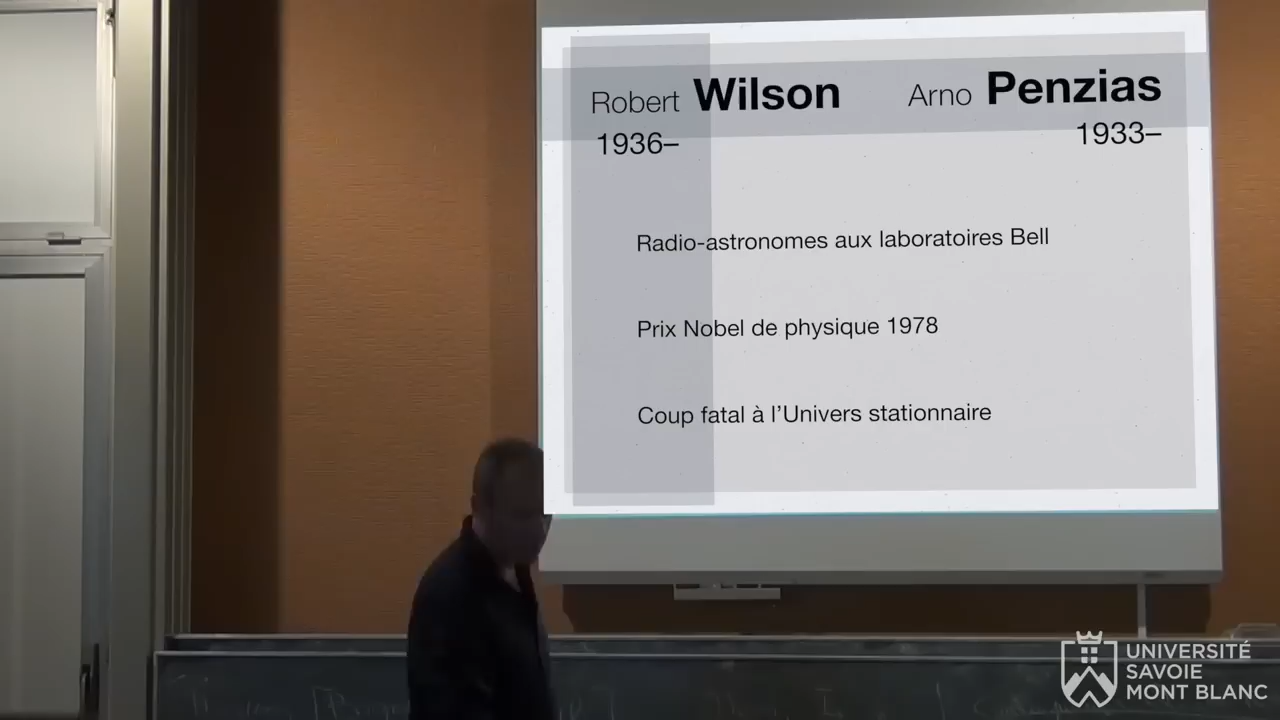 Robert Wilson Arno Penzias
1936– 1933–
Radio-astronomes aux laboratoires Bell
Prix Nobel de physique 1978
Coup fatal à l’Univers stationnaire
UNIVERSITÉ
SAVOIE
MONT BLANC